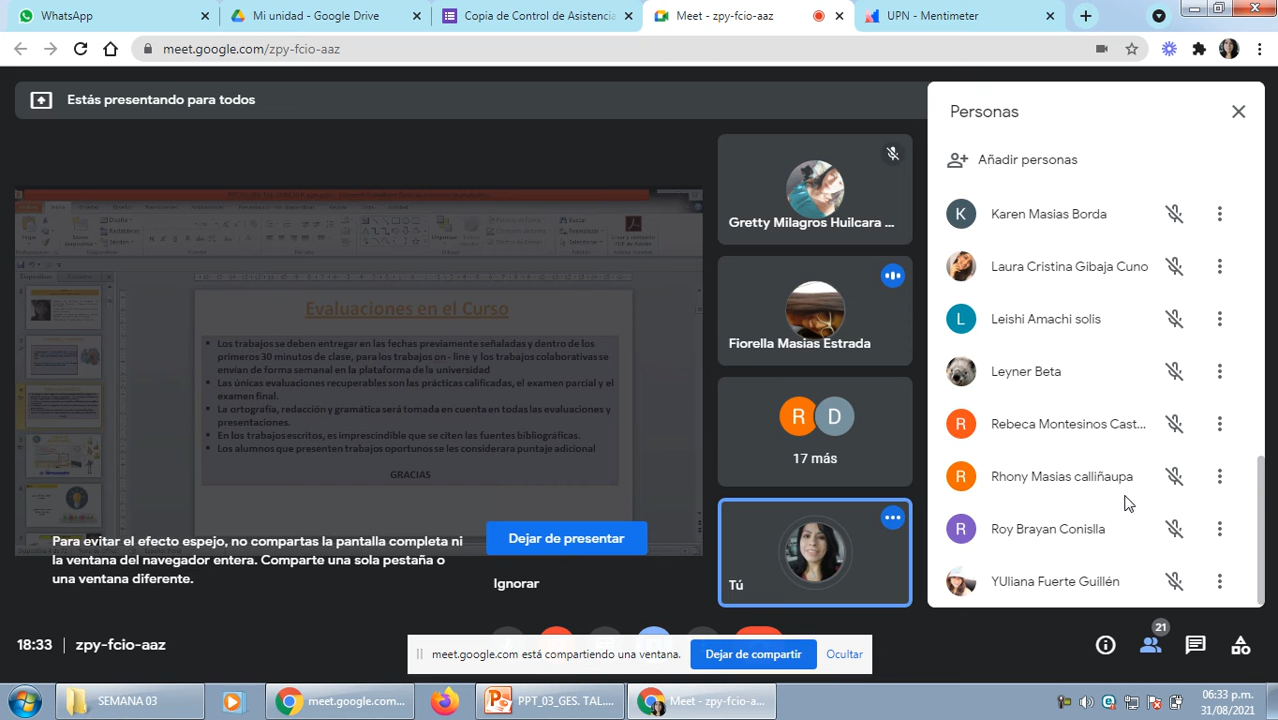 WhatsApp
Mi unidad - Google Drive
Copia de Control de Asistencia
Meet - zpy-fcio-aaz
UPN - Mentimeter
meet.google.com/zpy-fcio-aaz
Estás presentando para todos
Personas
Añadir personas
Karen Masias Borda
Laura Cristina Gibaja Cuno
Leishi Amachi solis
Leyner Beta
Rebeca Montesinos Cast...
Rhony Masias calliñaupa
Roy Brayan Conislla
YUliana Fuerte Guillén
K
L
R
R
R
Gretty Milagros Huilcara ...
Fiorella Masias Estrada
R D
17 más
Tú
Evaluaciones en el Curso
Los trabajos se deben entregar en las fechas previamente señaladas y dentro de los
primeros 30 minutos de clase, para los trabajos on - line y los trabajos colaborativos se
envían de forma semanal en la plataforma de la universidad
Las únicas evaluaciones recuperables son las prácticas calificadas, el examen parcial y el
examen final.
La ortografía, redacción y gramática será tomada en cuenta en todas las evaluaciones y
presentaciones.
En los trabajos escritos, es imprescindible que se citen las fuentes bibliográficas.
Los alumnos que presenten trabajos oportunos se les considerara puntaje adicional
GRACIAS
Para evitar el efecto espejo, no compartas la pantalla completa ni
la ventana del navegador entera. Comparte una sola pestaña o
una ventana diferente.
Dejar de presentar
Ignorar
18:33 | zpy-fcio-aaz
21
meet.google.com está compartiendo una ventana.
Dejar de compartir
Ocultar
SEMANA 03
meet.google.com...
PPT_03_GES. TAL....
Meet - zpy-fcio-a...
06:33 p.m.
31/08/2021